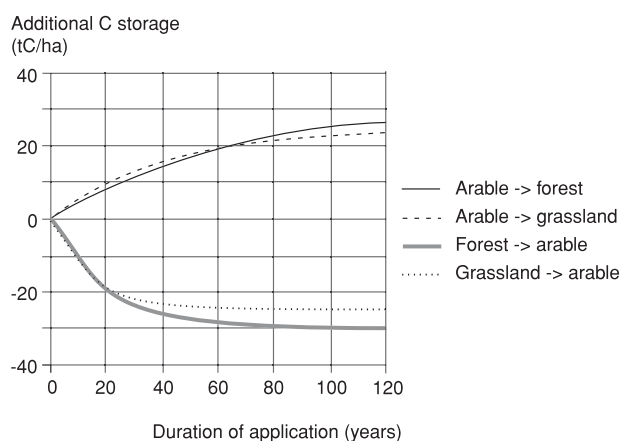 Additional C storage
(tC/ha)
40
20
0
-20
-40
0 20 40 60 80 100 120
Duration of application (years)
Arable -> forest
Arable -> grassland
Forest -> arable
Grassland -> arable